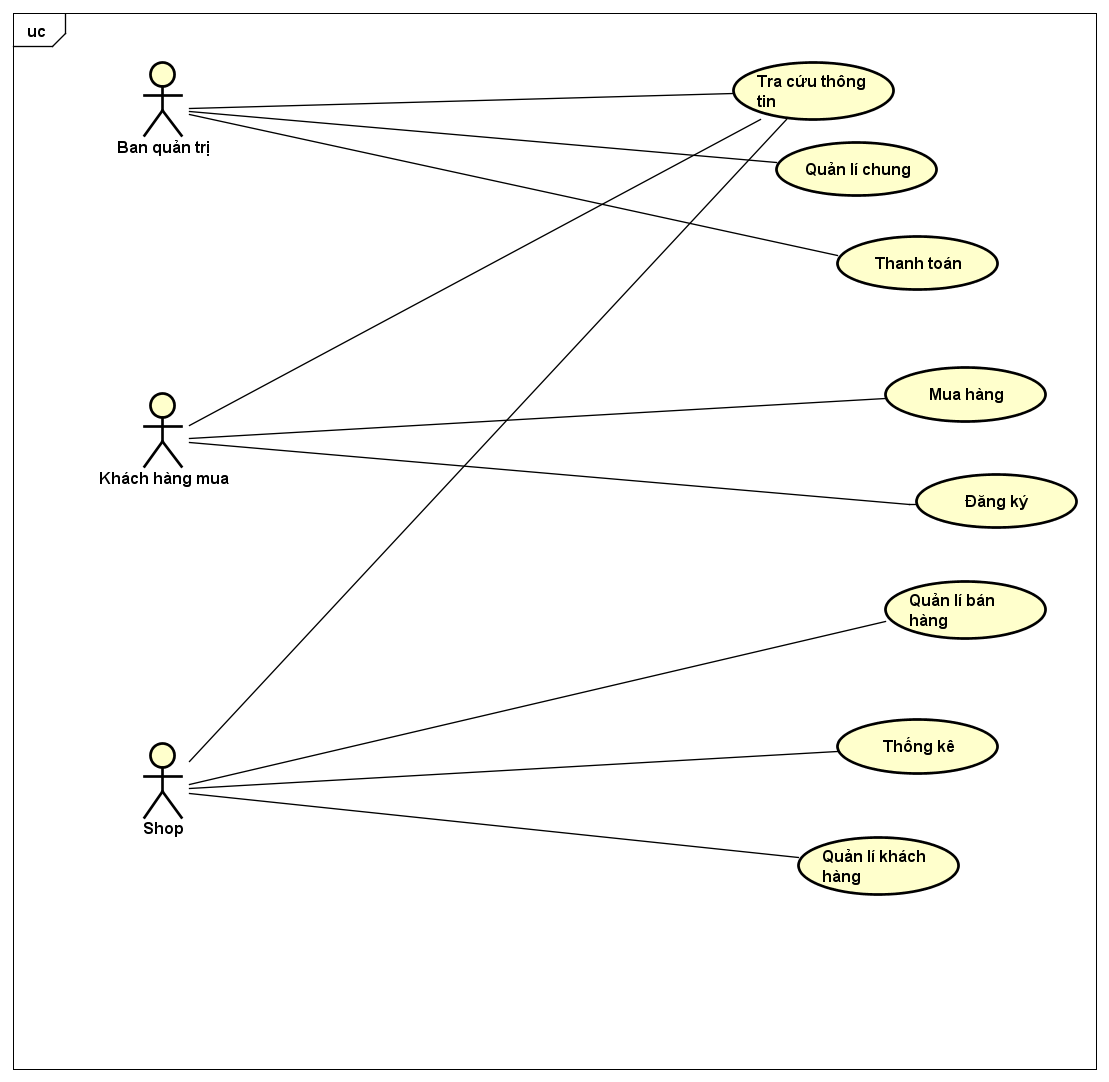 uc
Ban quản trị
Tra cứu thông
tin
Quản lí chung
Thanh toán
Khách hàng mua
Mua hàng
Đăng ký
Quản lí bán
hàng
Thống kê
Shop
Quản lí khách
hàng